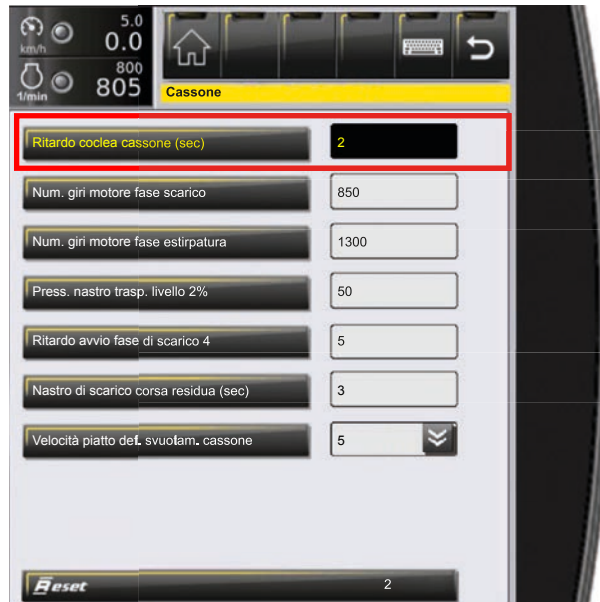 km/h 5.0
0.0
1/min 800
805
Cassone
Ritardo coclea cassone (sec) 2
Num. giri motore fase scarico 850
Num. giri motore fase estirpatura 1300
Press. nastro trasp. livello 2% 50
Ritardo avvio fase di scarico 4 5
Nastro di scarico corsa residua (sec) 3
Velocità piatto def. svuotam. cassone 5
Reset 2